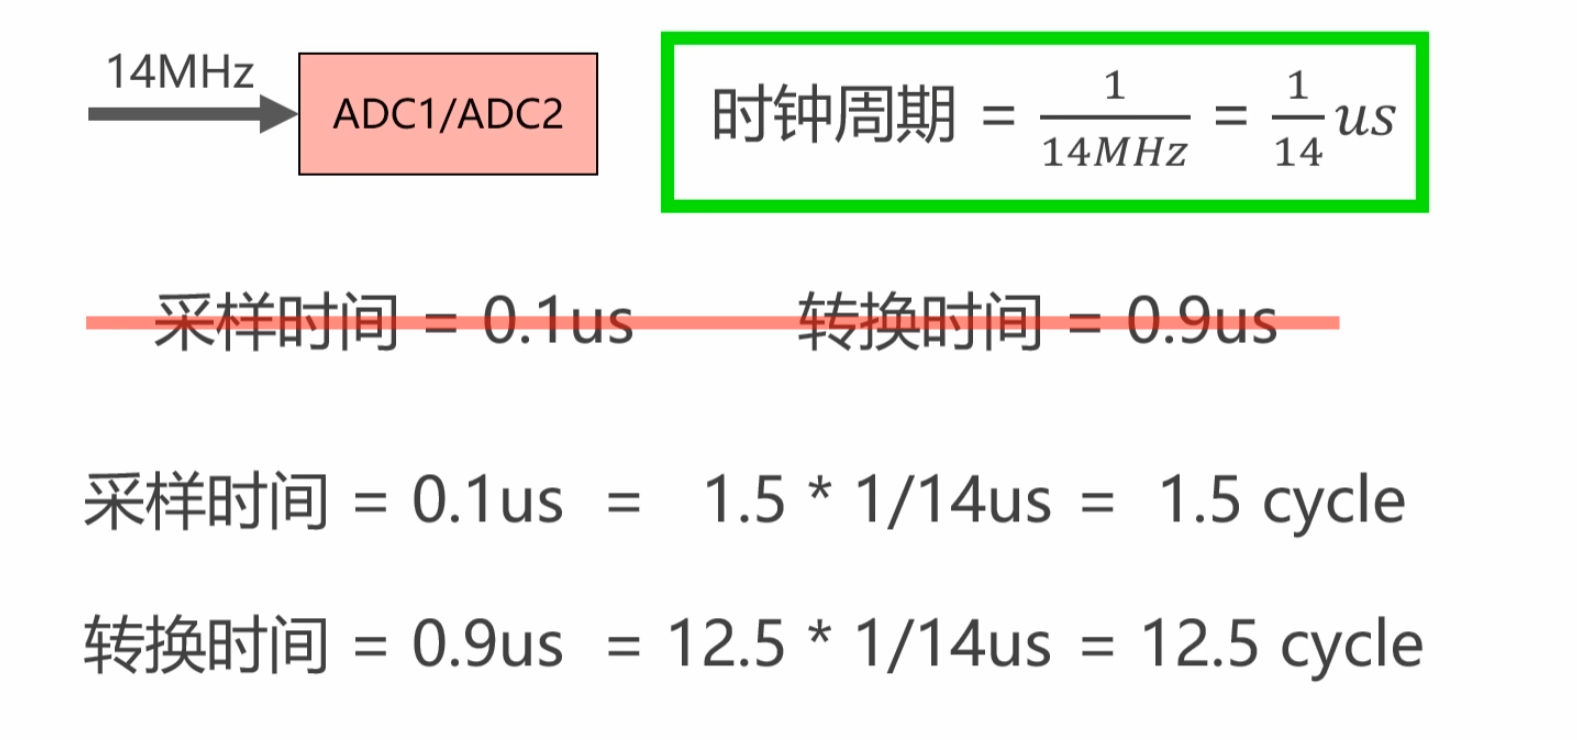 14MHz
ADC1/ADC2
时钟周期 = 1/14MHz = 1/14 us
采样时间 = 0.1us 转换时间 = 0.9us
采样时间 = 0.1us = 1.5 * 1/14us = 1.5 cycle
转换时间 = 0.9us = 12.5 * 1/14us = 12.5 cycle